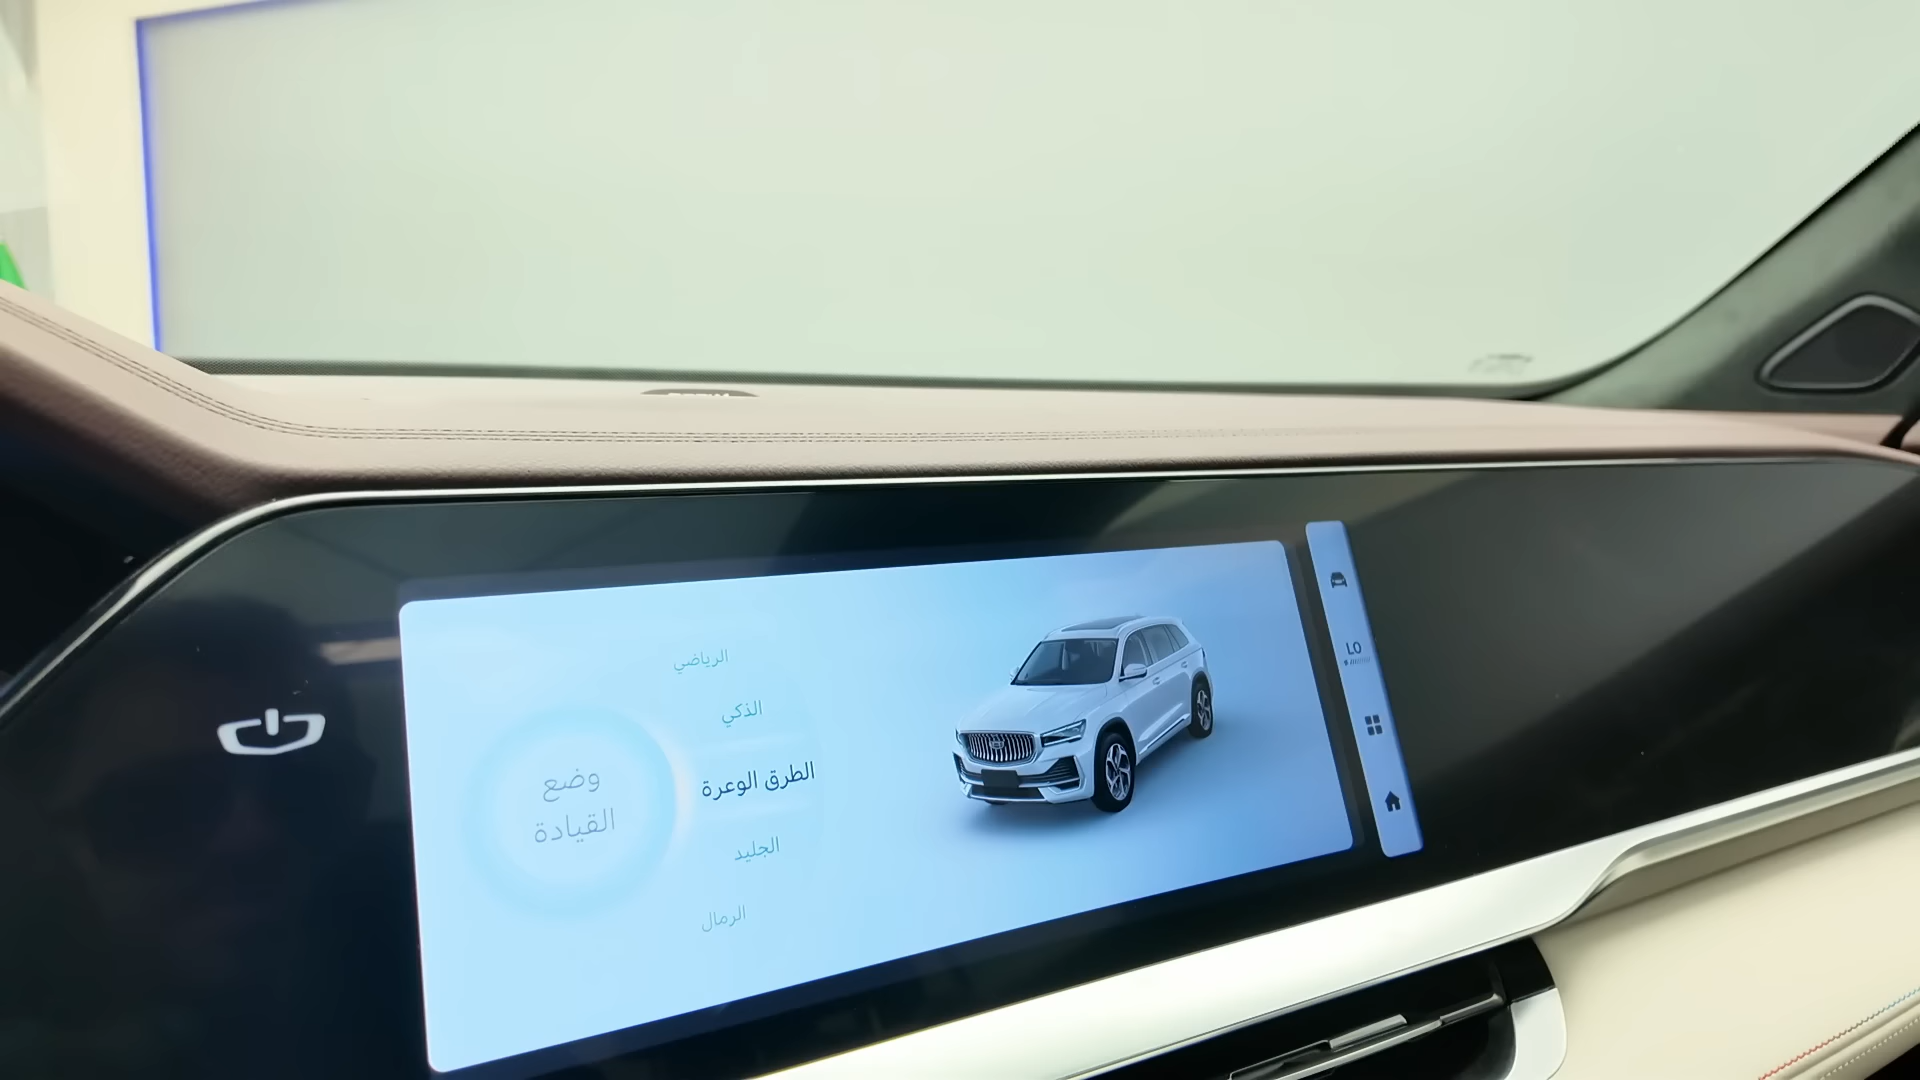 الرياضي
الذكي
وضع
القيادة
الطرق الوعرة
الجليد
الرمال
LO